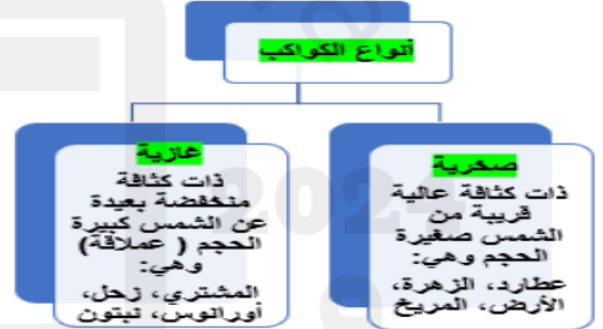 أنواع الكواكب
صخرية
ذات كثافة عالية
قريبة من
الشمس صغيرة
الحجم وهي:
عطارد، الزهرة،
الأرض، المريخ
غازية
ذات كثافة
منخفضة بعيدة
عن الشمس كبيرة
الحجم ( عملاقة)
وهي:
المشتري، زحل،
أورانوس، نبتون
2024